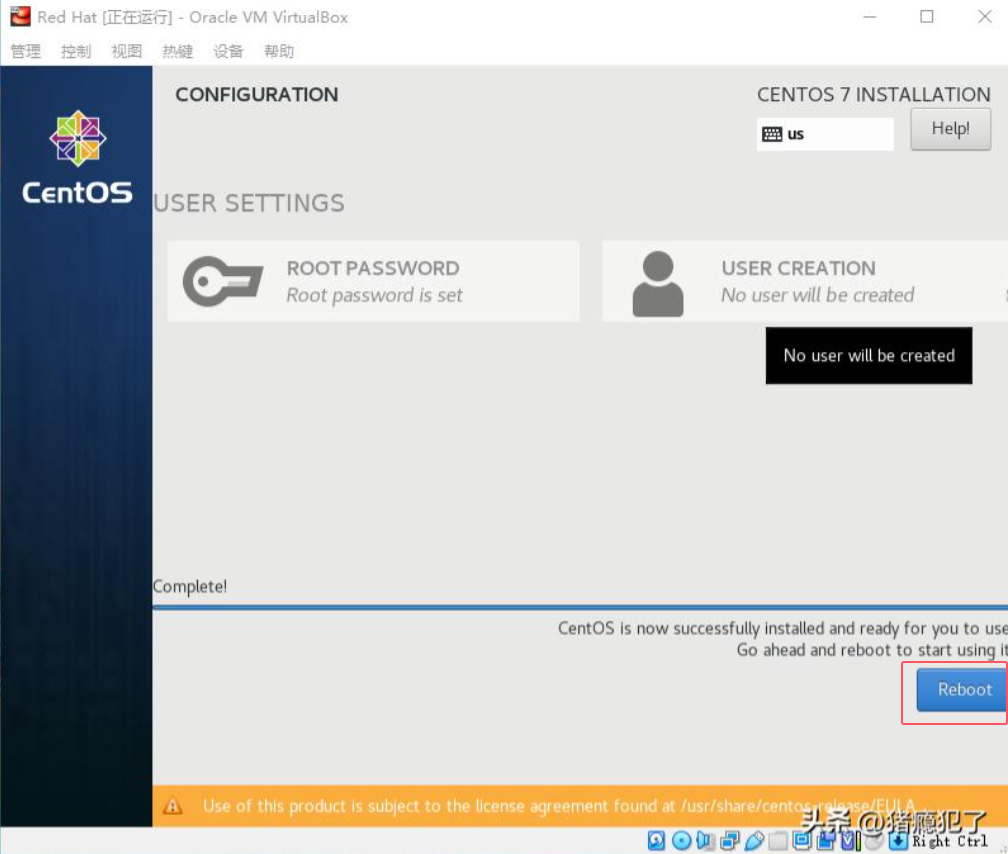 Red Hat [正在运行] - Oracle VM VirtualBox
管理 控制 视图 热键 设备 帮助
CONFIGURATION
CENTOS 7 INSTALLATION
us
Help!
CentOS
USER SETTINGS
ROOT PASSWORD
Root password is set
USER CREATION
No user will be created
No user will be created
Complete!
CentOS is now successfully installed and ready for you to use
Go ahead and reboot to start using it
Reboot
Use of this product is subject to the license agreement found at /usr/share/centos-release/EULA
头条 @猪瘾犯了
Right Ctrl